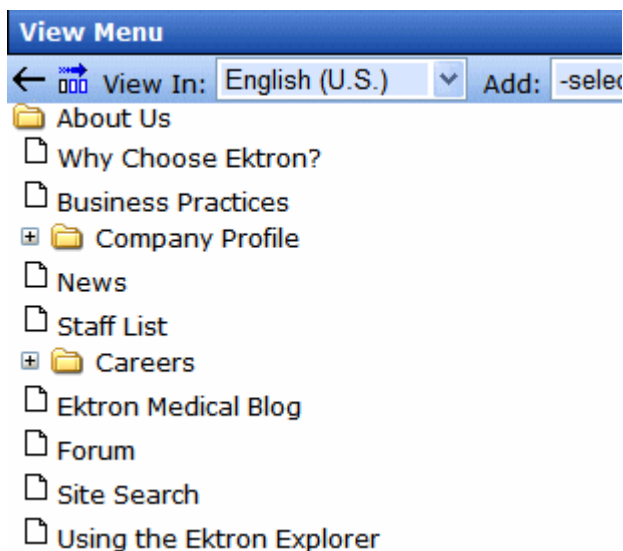 View Menu
View In: English (U.S.) Add: -selec
About Us
Why Choose Ektron?
Business Practices
Company Profile
News
Staff List
Careers
Ektron Medical Blog
Forum
Site Search
Using the Ektron Explorer